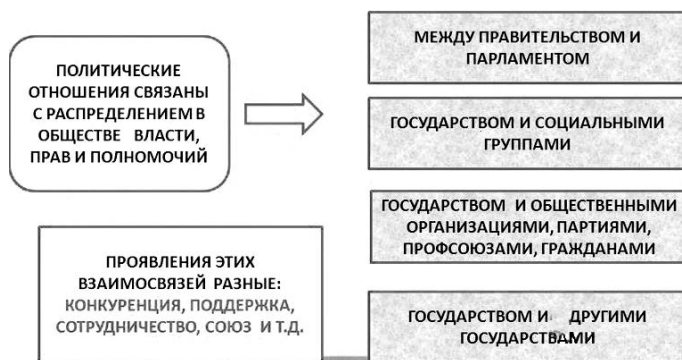 ПОЛИТИЧЕСКИЕ
ОТНОШЕНИЯ СВЯЗАНЫ
С РАСПРЕДЕЛЕНИЕМ В
ОБЩЕСТВЕ ВЛАСТИ,
ПРАВ И ПОЛНОМОЧИЙ
МЕЖДУ ПРАВИТЕЛЬСТВОМ И
ПАРЛАМЕНТОМ
ГОСУДАРСТВОМ И СОЦИАЛЬНЫМИ
ГРУППАМИ
ГОСУДАРСТВОМ И ОБЩЕСТВЕННЫМИ
ОРГАНИЗАЦИЯМИ, ПАРТИЯМИ,
ПРОФСОЮЗАМИ, ГРАЖДАНАМИ
ГОСУДАРСТВОМ И ДРУГИМИ
ГОСУДАРСТВАМИ
ПРОЯВЛЕНИЯ ЭТИХ
ВЗАИМОСВЯЗЕЙ РАЗНЫЕ:
КОНКУРЕНЦИЯ, ПОДДЕРЖКА,
СОТРУДНИЧЕСТВО, СОЮЗ И Т.Д.